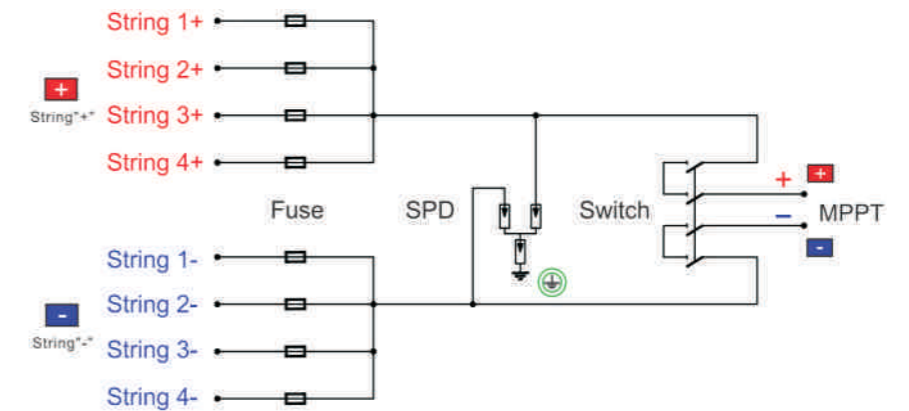 String 1+
String 2+
+
String"+"
String 3+
String 4+
Fuse
SPD
Switch
+
+
MPPT
−
-
String 1-
String 2-
-
String"-"
String 3-
String 4-